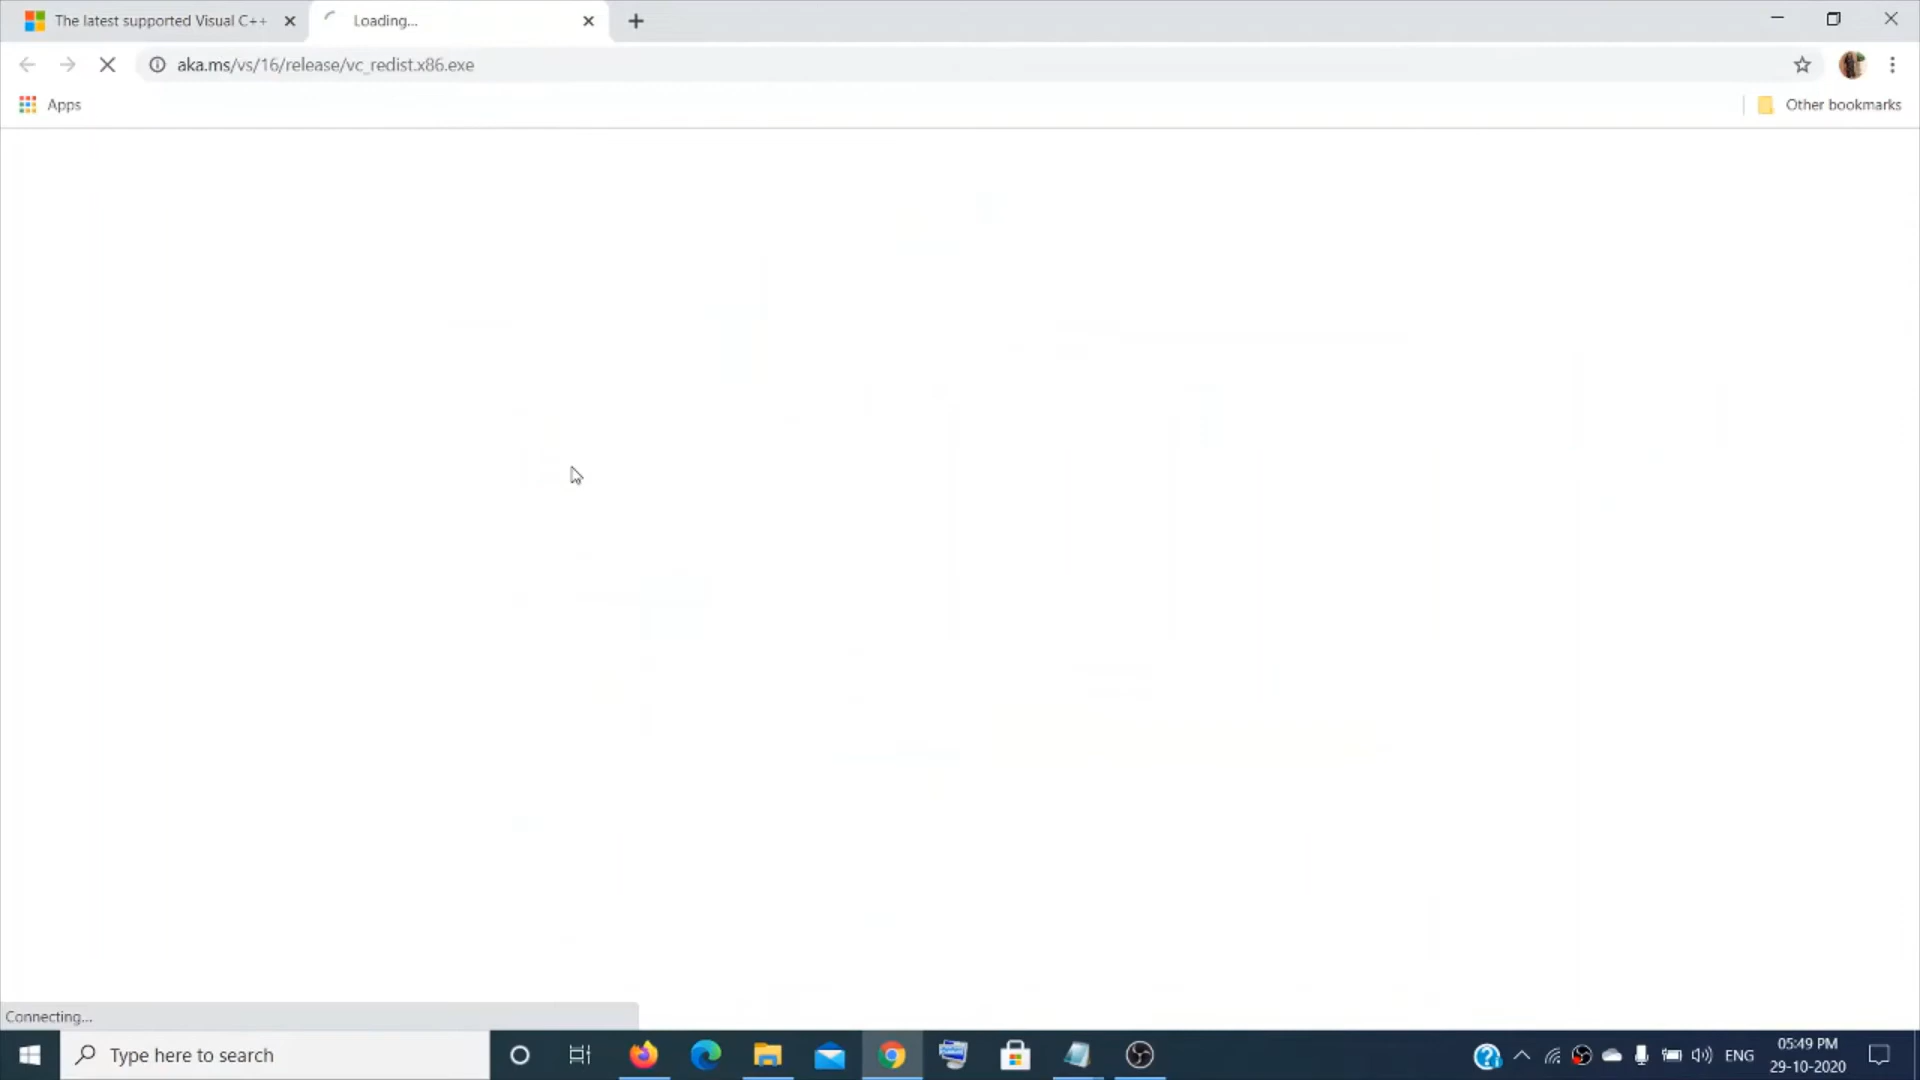 The latest supported Visual C++
Loading...
aka.ms/vs/16/release/vc_redist.x86.exe
Apps
Other bookmarks
Connecting...
Type here to search
ENG
05:49 PM
29-10-2020